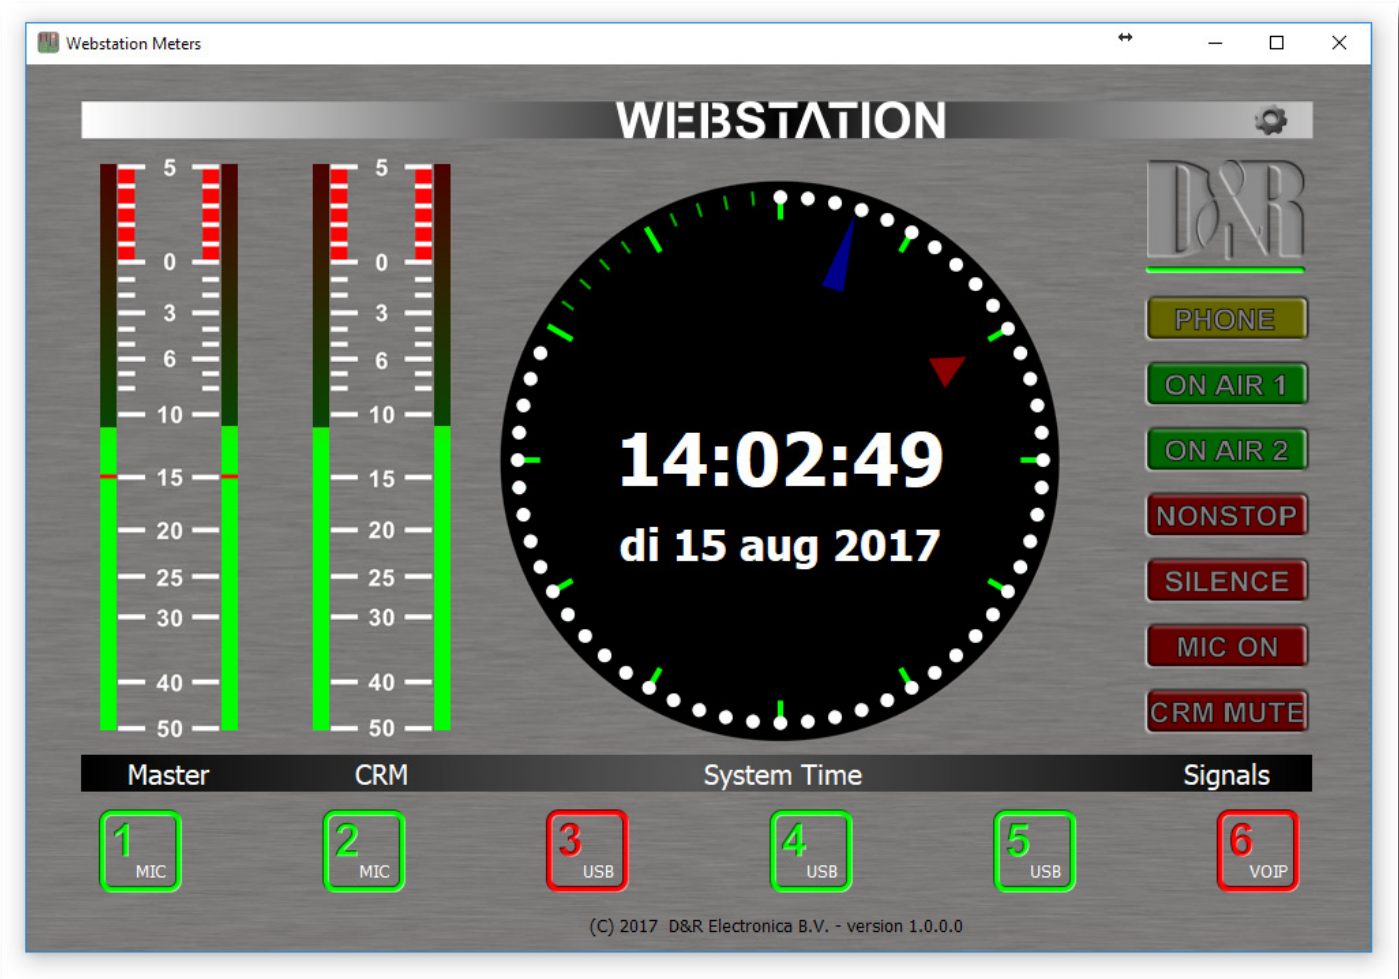 Webstation Meters
WEBSTATION
5 5
0 0
3 3
6 6
10 10
15 15
20 20
25 25
30 30
40 40
50 50
14:02:49
di 15 aug 2017
D&R
PHONE
ON AIR 1
ON AIR 2
NONSTOP
SILENCE
MIC ON
CRM MUTE
Master CRM System Time Signals
1 MIC
2 MIC
3 USB
4 USB
5 USB
6 VOIP
(C) 2017 D&R Electronica B.V. - version 1.0.0.0